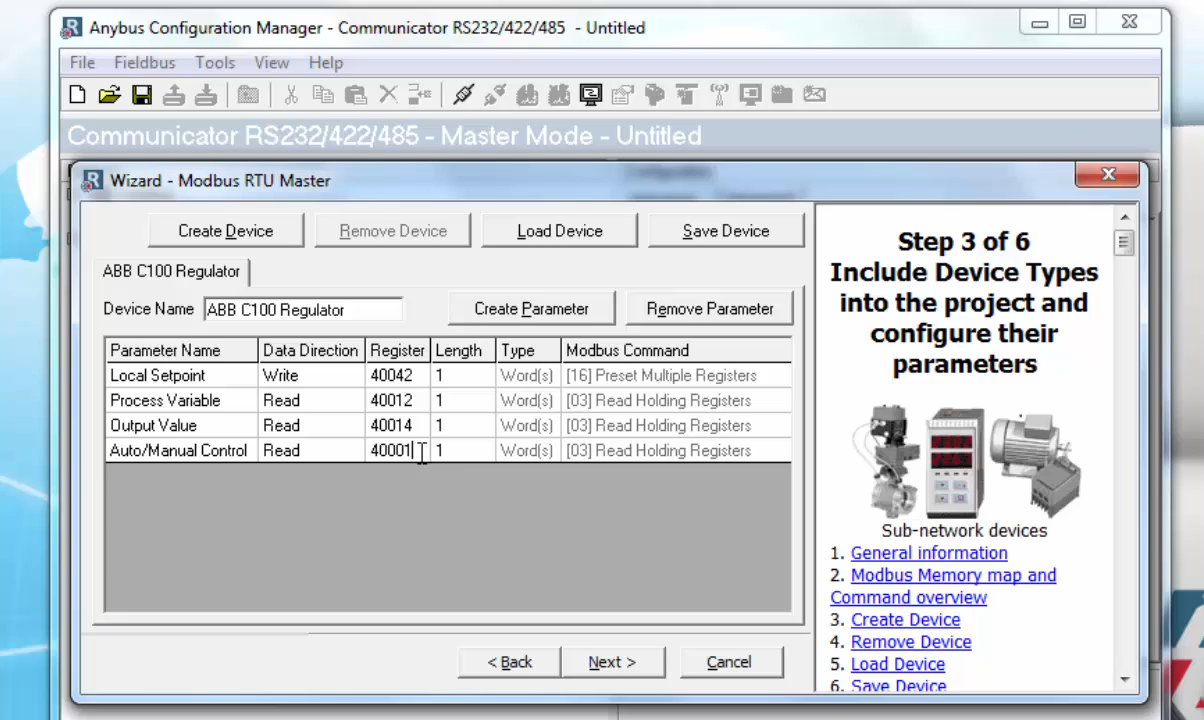 Anybus Configuration Manager - Communicator RS232/422/485 - Untitled
File Fieldbus Tools View Help
Communicator RS232/422/485 - Master Mode - Untitled
Wizard - Modbus RTU Master
Create Device Remove Device Load Device Save Device
ABB C100 Regulator
Device Name ABB C100 Regulator Create Parameter Remove Parameter
Parameter Name Data Direction Register Length Type Modbus Command
Local Setpoint Write 40042 1 Word(s) [16] Preset Multiple Registers
Process Variable Read 40012 1 Word(s) [03] Read Holding Registers
Output Value Read 40014 1 Word(s) [03] Read Holding Registers
Auto/Manual Control Read 40001 1 Word(s) [03] Read Holding Registers
< Back Next > Cancel
Step 3 of 6
Include Device Types
into the project and
configure their
parameters
Sub-network devices
1. General information
2. Modbus Memory map and
Command overview
3. Create Device
4. Remove Device
5. Load Device
6. Save Device